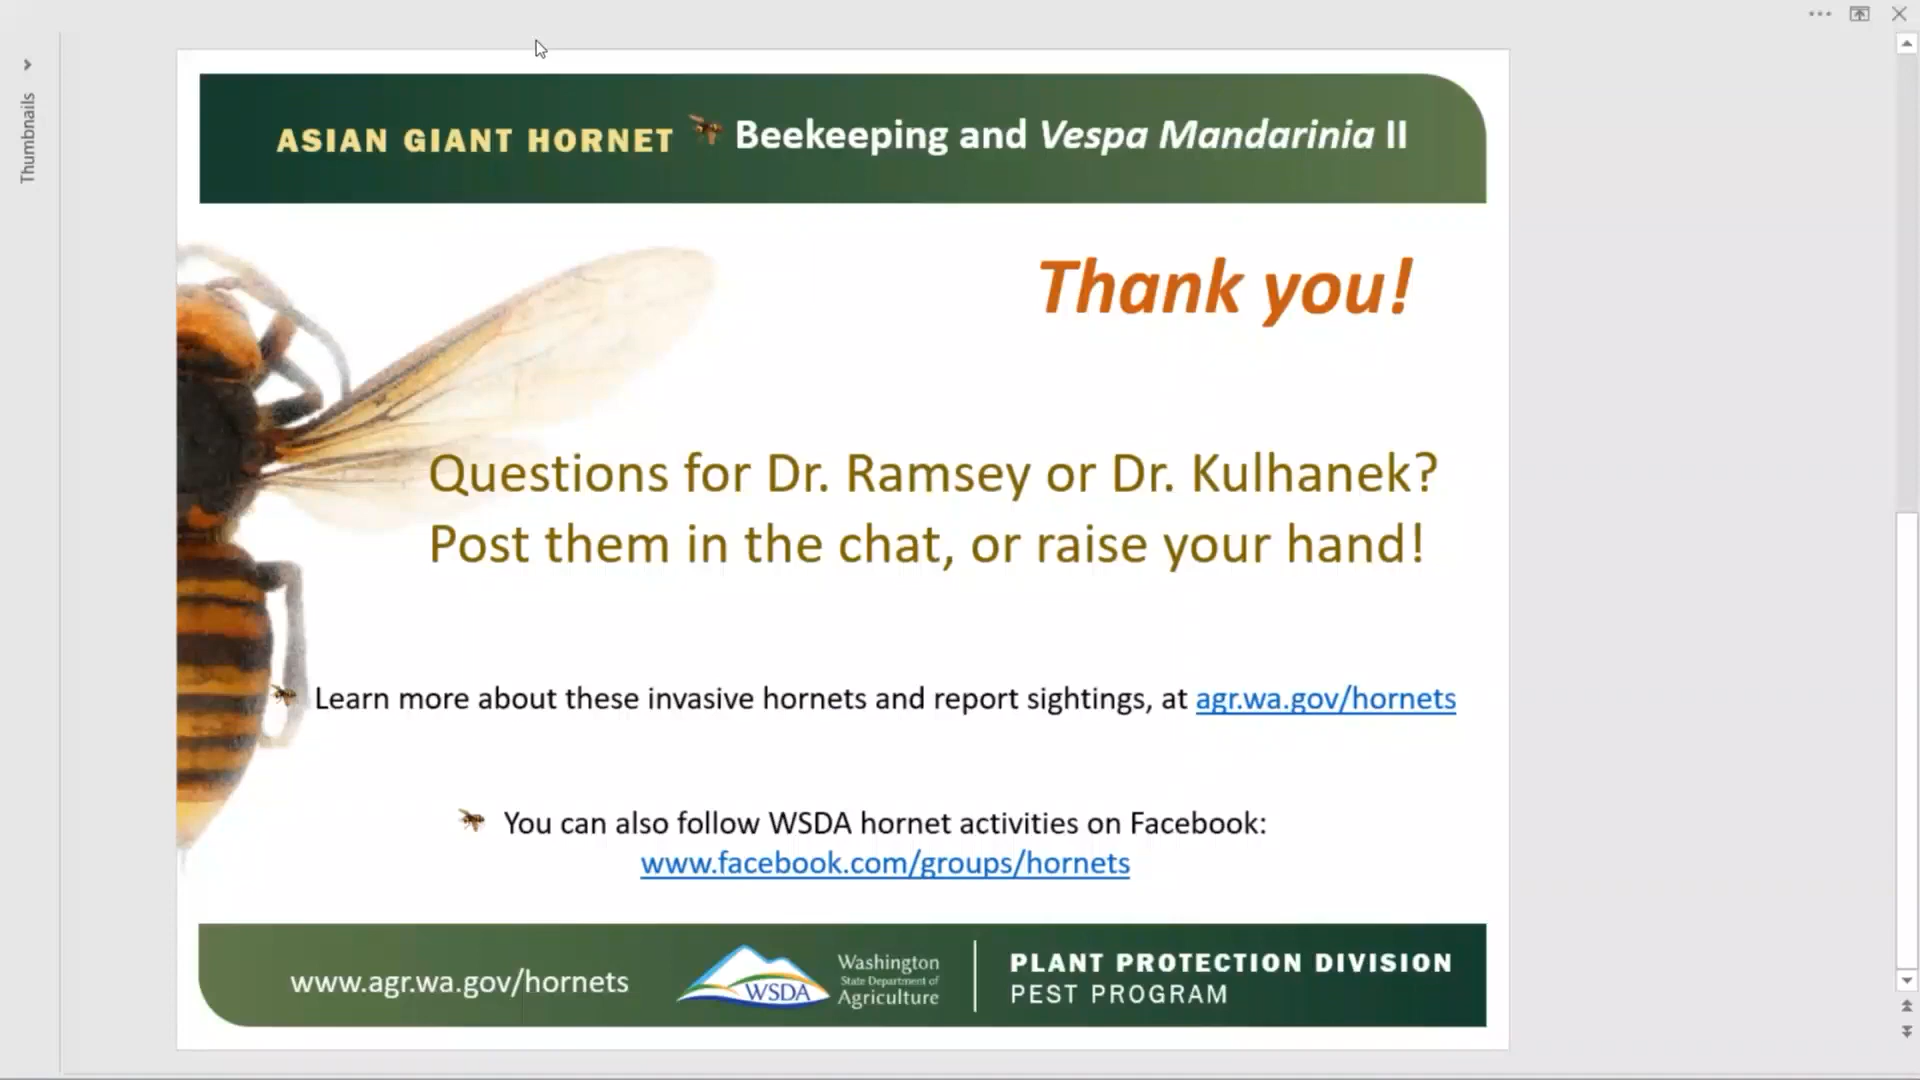 Thumbnails
ASIAN GIANT HORNET Beekeeping and Vespa Mandarinia II
Thank you!
Questions for Dr. Ramsey or Dr. Kulhanek?
Post them in the chat, or raise your hand!
Learn more about these invasive hornets and report sightings, at agr.wa.gov/hornets
You can also follow WSDA hornet activities on Facebook:
www.facebook.com/groups/hornets
www.agr.wa.gov/hornets
WSDA
Washington
State Department of
Agriculture
PLANT PROTECTION DIVISION
PEST PROGRAM